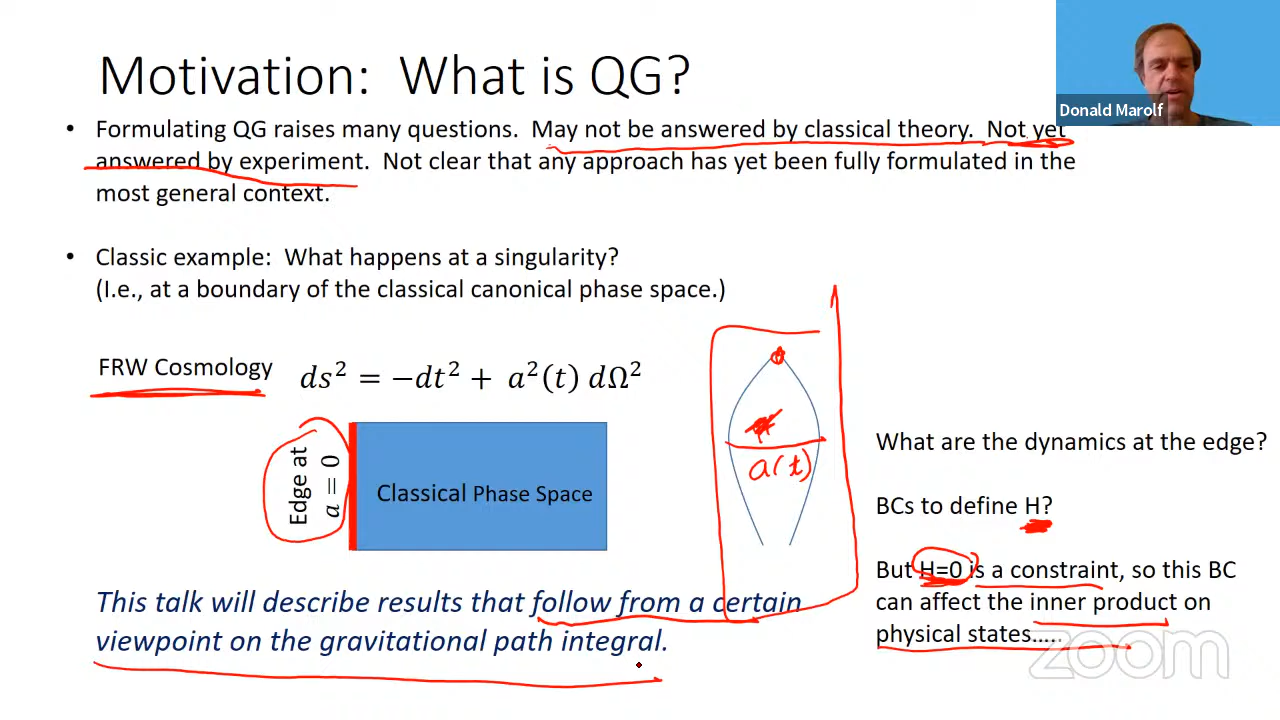 Motivation: What is QG?
Donald Marolf
• Formulating QG raises many questions. May not be answered by classical theory. Not yet
answered by experiment. Not clear that any approach has yet been fully formulated in the
most general context.
• Classic example: What happens at a singularity?
(I.e., at a boundary of the classical canonical phase space.)
FRW Cosmology
ds² = −dt² + a²(t) dΩ²
Edge at
a = 0
Classical Phase Space
a(t)
What are the dynamics at the edge?
BCs to define H?
But H=0 is a constraint, so this BC
can affect the inner product on
physical states.....
This talk will describe results that follow from a certain
viewpoint on the gravitational path integral.
zoom